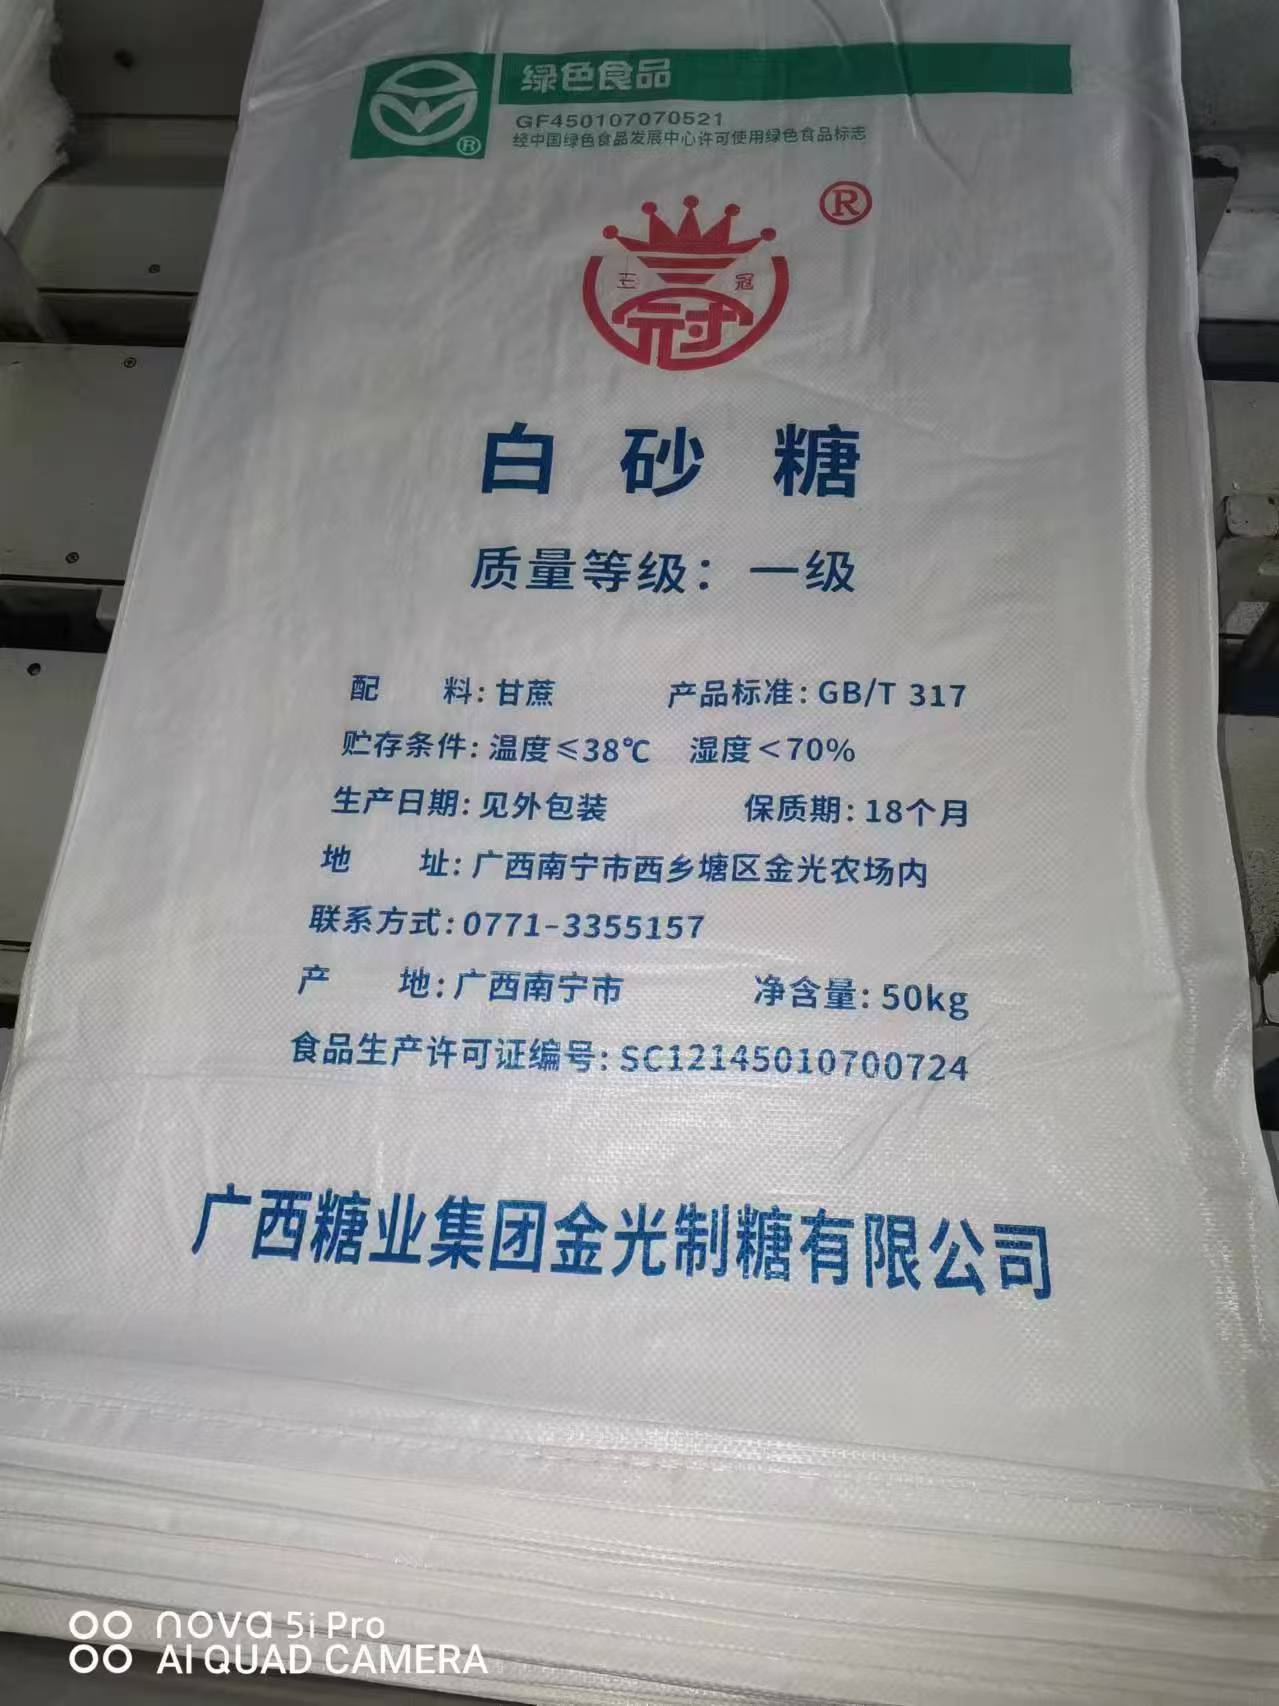 绿色食品
GF450107070521
经中国绿色食品发展中心许可使用绿色食品标志
®
®
王 冠
冠
白砂糖
质量等级：一级
配 料：甘蔗 产品标准：GB/T 317
贮存条件：温度≤38℃ 湿度＜70%
生产日期：见外包装 保质期：18个月
地 址：广西南宁市西乡塘区金光农场内
联系方式：0771-3355157
产 地：广西南宁市 净含量：50kg
食品生产许可证编号：SC12145010700724
广西糖业集团金光制糖有限公司
nova 5i Pro
AI QUAD CAMERA